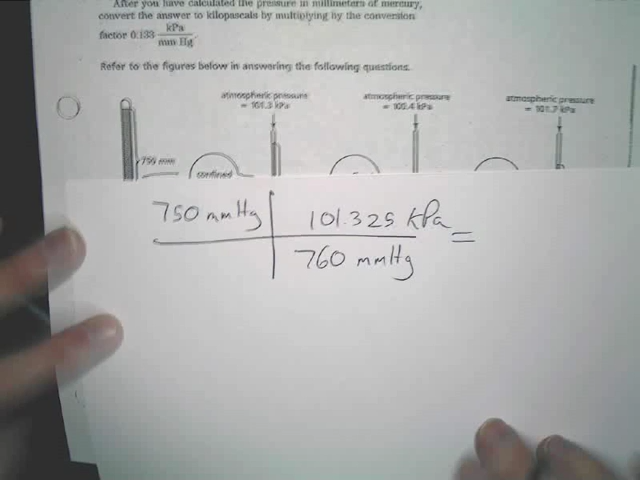 After you have calculated the pressure in millimeters of mercury,
convert the answer to kilopascals by multiplying by the conversion
factor 0.133 kPa
mm Hg
Refer to the figures below in answering the following questions.
atmospheric pressure
= 101.3 kPa
atmospheric pressure
= 100.4 kPa
atmospheric pressure
= 101.7 kPa
750 mm
confined
750 mmHg 101.325 kPa =
760 mmHg